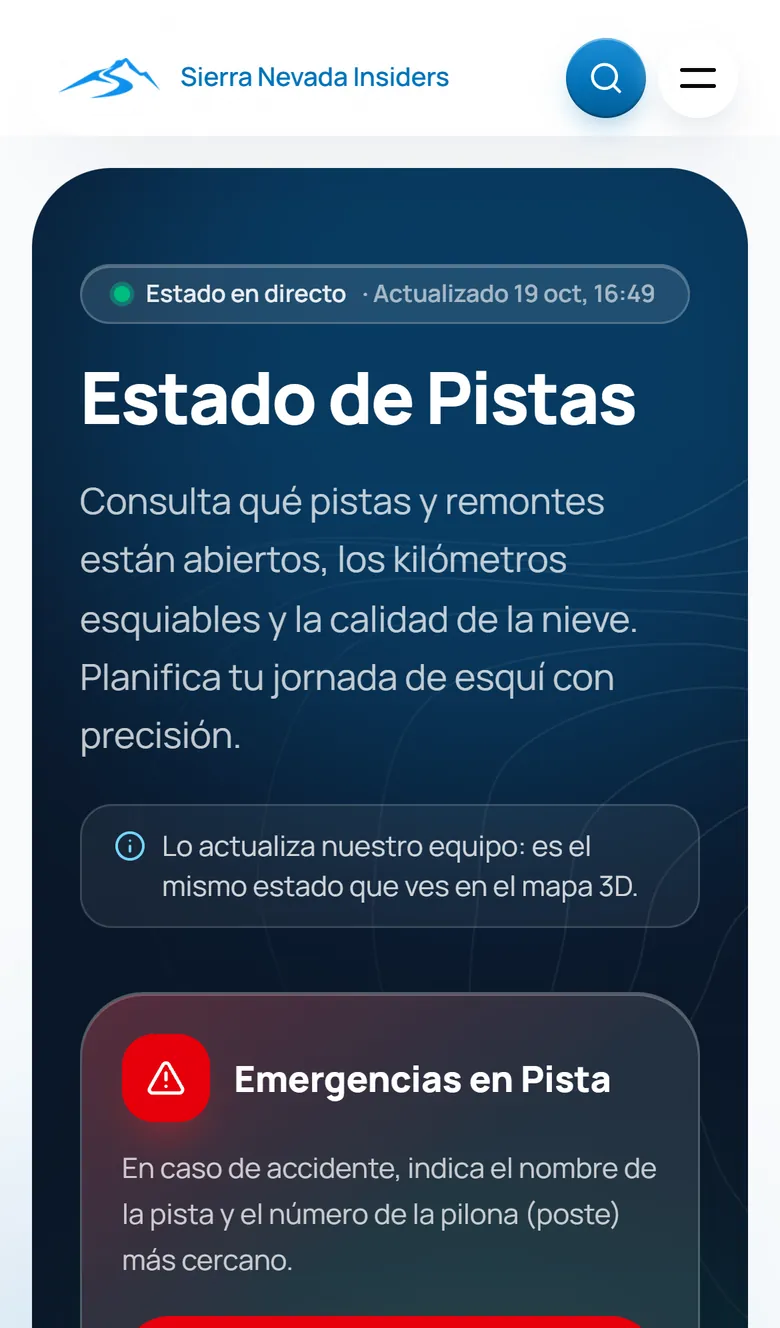 Sierra Nevada Insiders
Estado en directo · Actualizado 19 oct, 16:49
Estado de Pistas
Consulta qué pistas y remontes
están abiertos, los kilómetros
esquiables y la calidad de la nieve.
Planifica tu jornada de esquí con
precisión.
Lo actualiza nuestro equipo: es el
mismo estado que ves en el mapa 3D.
Emergencias en Pista
En caso de accidente, indica el nombre de
la pista y el número de la pilona (poste)
más cercano.